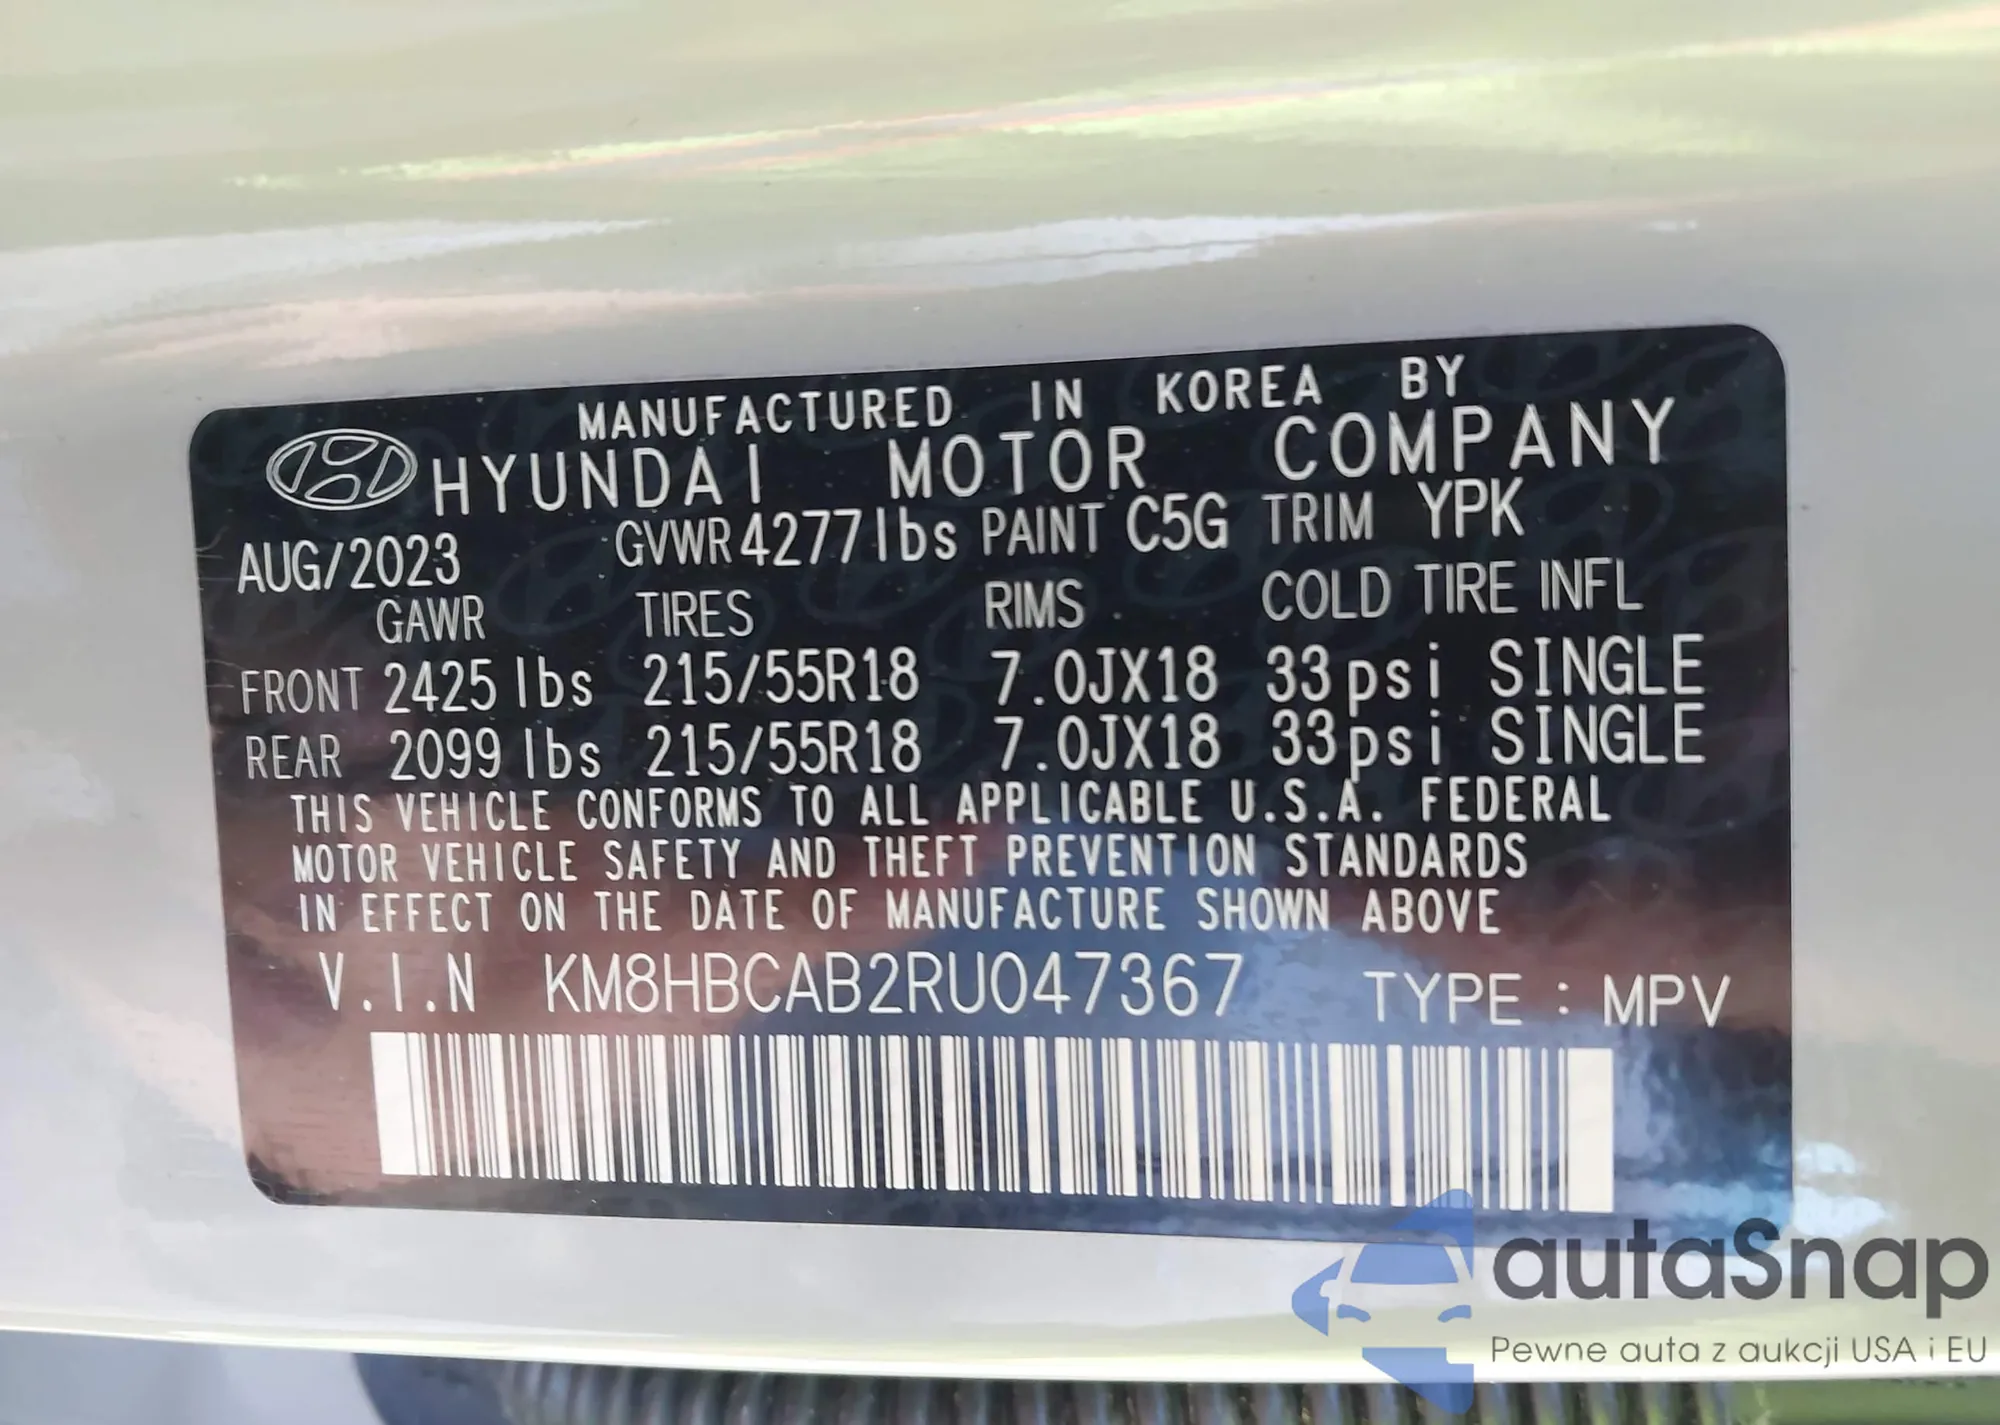 MANUFACTURED IN KOREA BY
HYUNDAI MOTOR COMPANY
AUG/2023 GVWR 4277lbs PAINT C5G TRIM YPK
GAWR TIRES RIMS COLD TIRE INFL
FRONT 2425 lbs 215/55R18 7.0JX18 33psi SINGLE
REAR 2099 lbs 215/55R18 7.0JX18 33psi SINGLE
THIS VEHICLE CONFORMS TO ALL APPLICABLE U.S.A. FEDERAL
MOTOR VEHICLE SAFETY AND THEFT PREVENTION STANDARDS
IN EFFECT ON THE DATE OF MANUFACTURE SHOWN ABOVE
V.I.N KM8HBCAB2RU047367 TYPE : MPV
autaSnap
Pewne auta z aukcji USA i EU